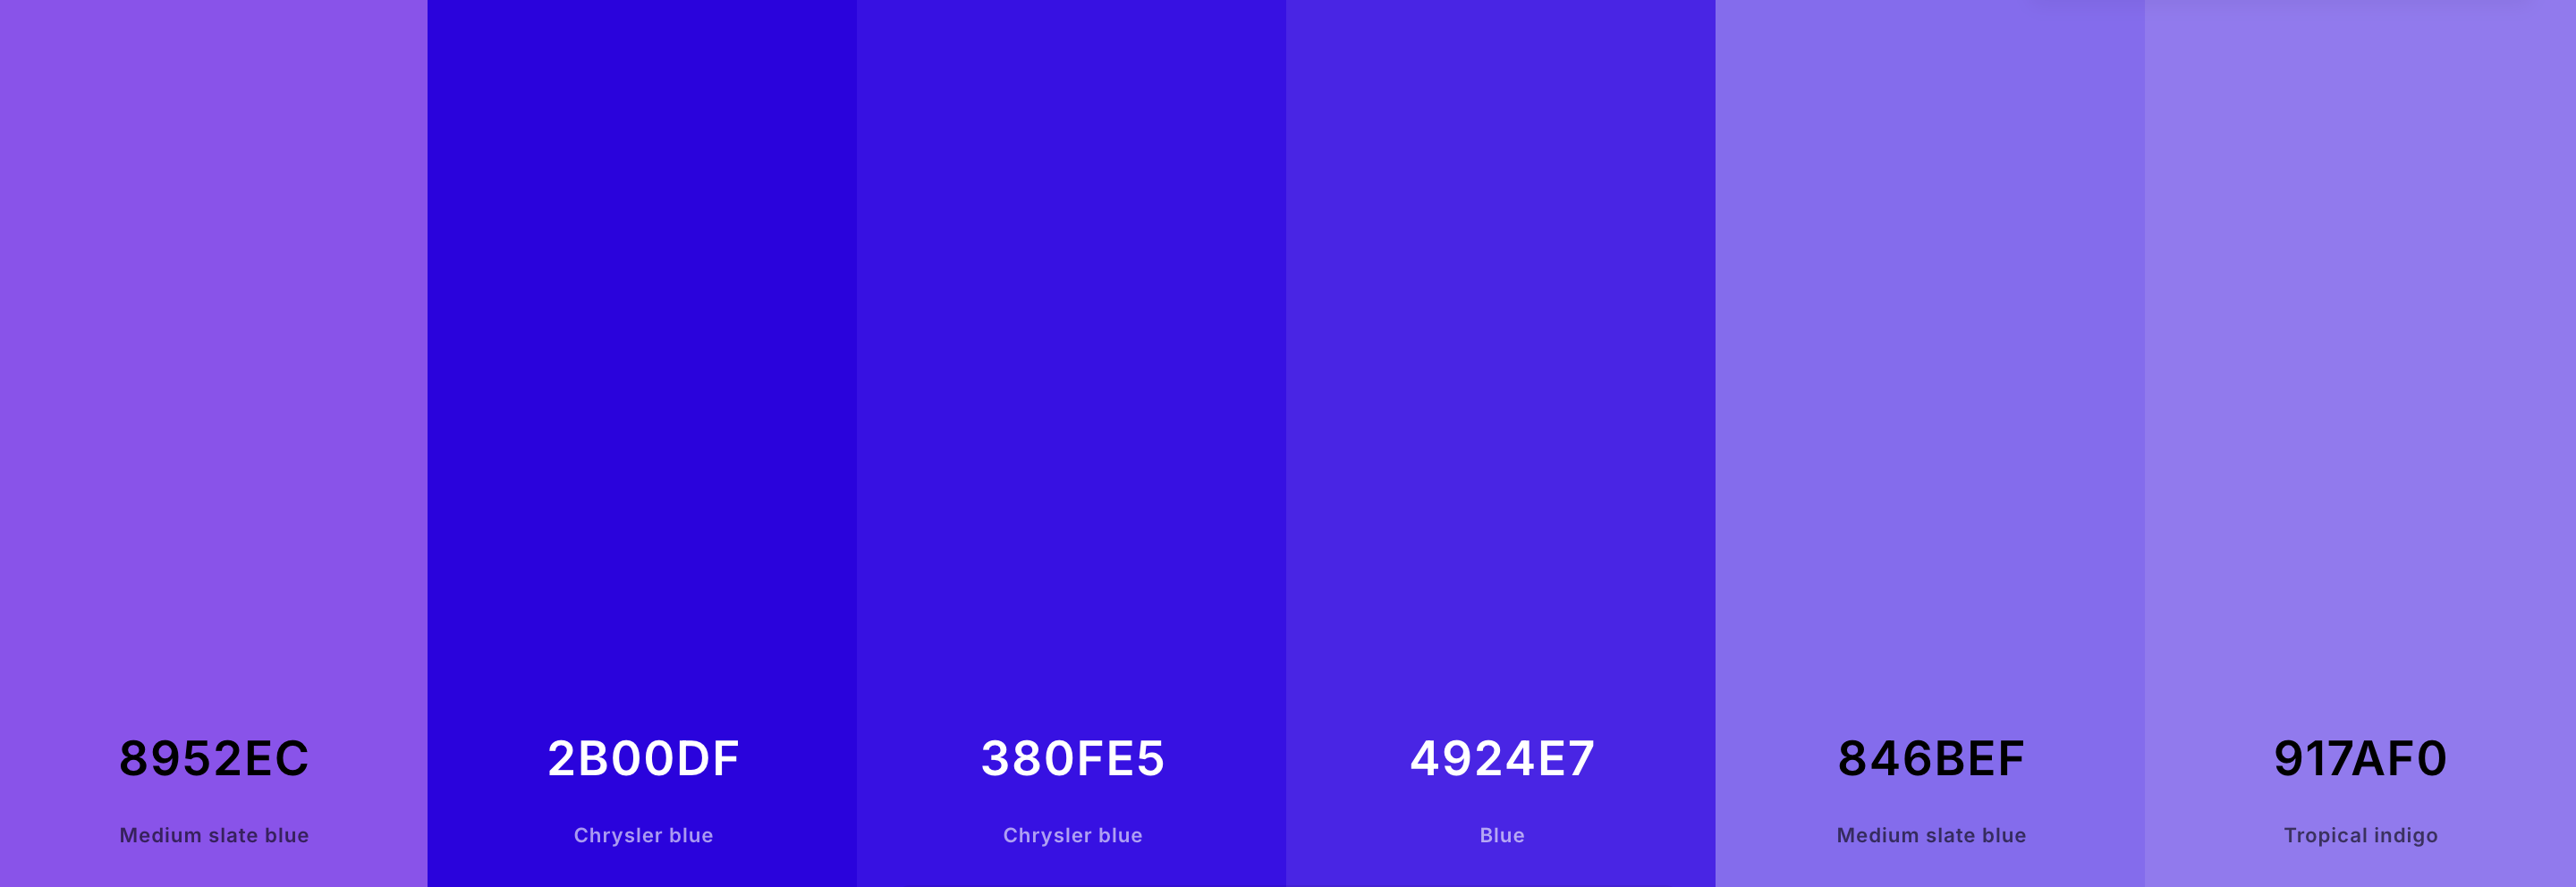 8952EC
Medium slate blue
2B00DF
Chrysler blue
380FE5
Chrysler blue
4924E7
Blue
846BEF
Medium slate blue
917AF0
Tropical indigo